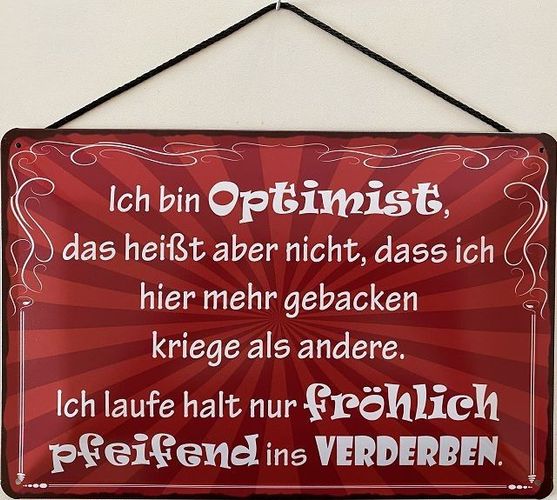 Ich bin Optimist,
das heißt aber nicht, dass ich
hier mehr gebacken
kriege als andere.
Ich laufe halt nur fröhlich
pfeifend ins VERDERBEN.